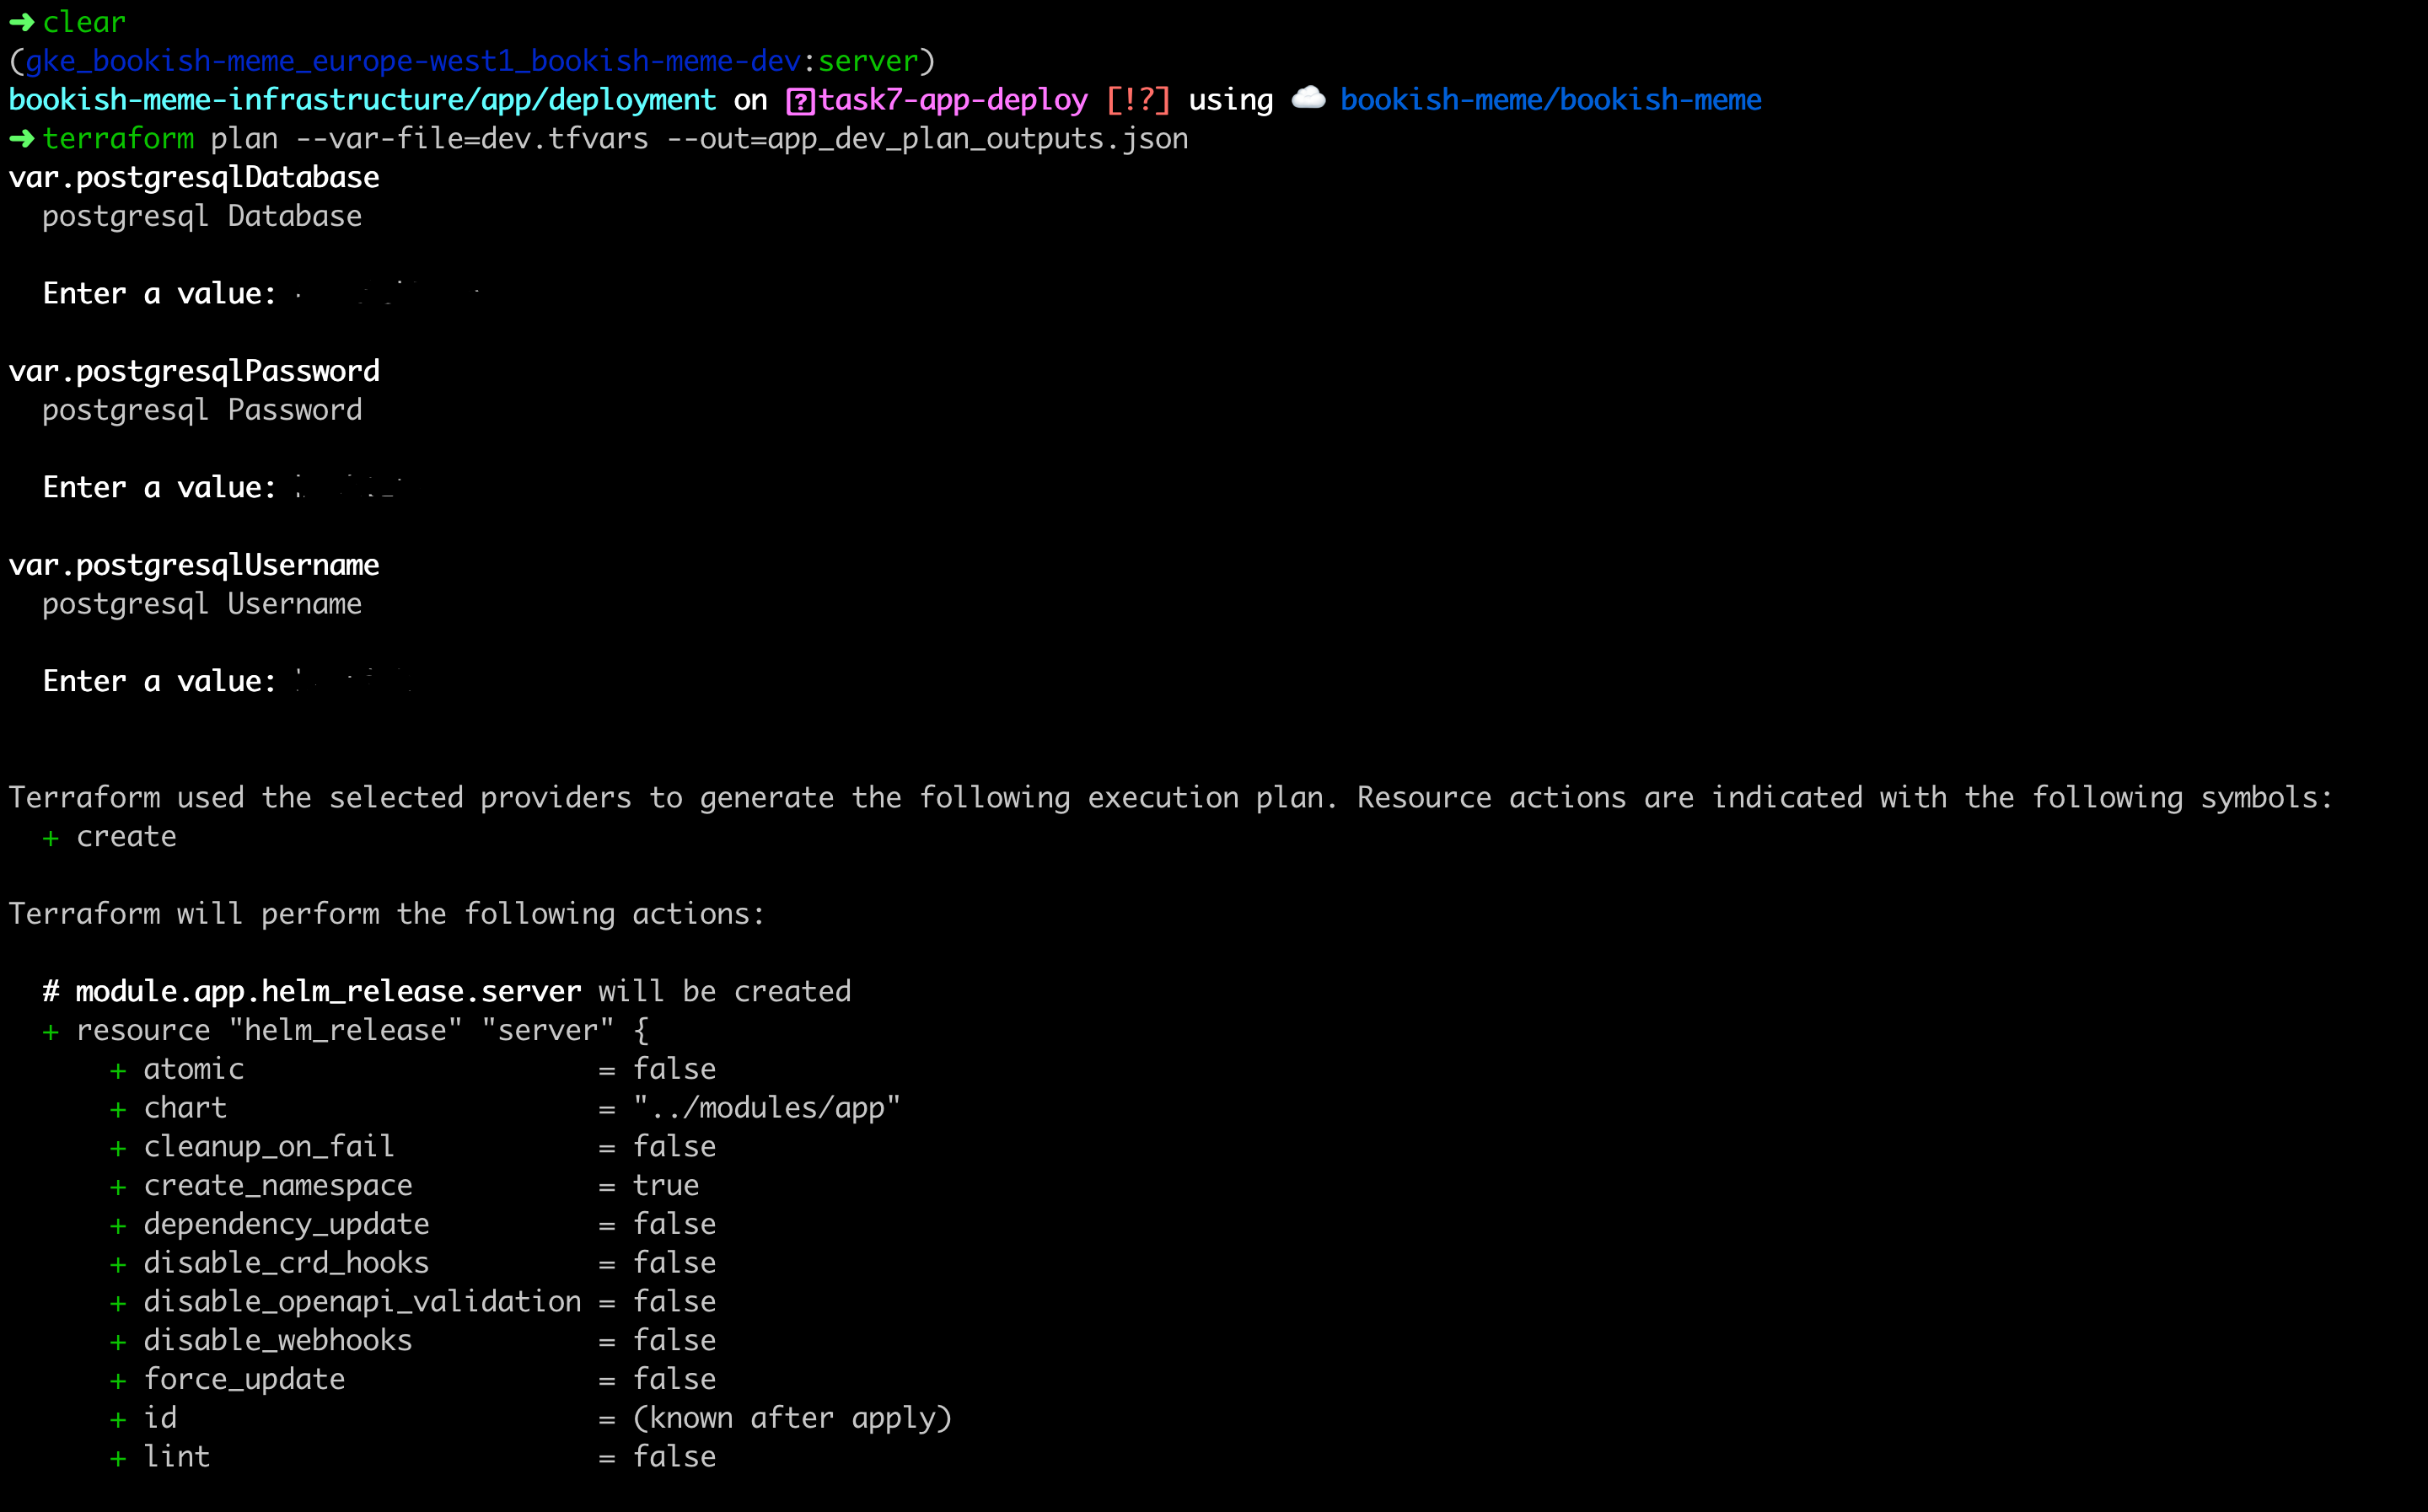 ➜ clear
(gke_bookish-meme_europe-west1_bookish-meme-dev:server)
bookish-meme-infrastructure/app/deployment on task7-app-deploy [!?] using ☁️ bookish-meme/bookish-meme
➜ terraform plan --var-file=dev.tfvars --out=app_dev_plan_outputs.json
var.postgresqlDatabase
  postgresql Database

  Enter a value:

var.postgresqlPassword
  postgresql Password

  Enter a value:

var.postgresqlUsername
  postgresql Username

  Enter a value:


Terraform used the selected providers to generate the following execution plan. Resource actions are indicated with the following symbols:
  + create

Terraform will perform the following actions:

  # module.app.helm_release.server will be created
  + resource "helm_release" "server" {
      + atomic                     = false
      + chart                      = "../modules/app"
      + cleanup_on_fail            = false
      + create_namespace           = true
      + dependency_update          = false
      + disable_crd_hooks          = false
      + disable_openapi_validation = false
      + disable_webhooks           = false
      + force_update               = false
      + id                         = (known after apply)
      + lint                       = false